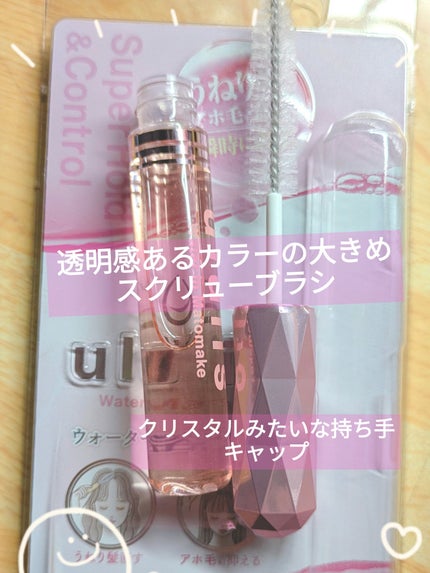 Super Hold
& Control
うねり
アホ毛
透明感あるカラーの大きめ
スクリューブラシ
Matomake
ul
Water
ウォータ
クリスタルみたいな持ち手
キャップ
うねり髪直す
アホ毛抑える